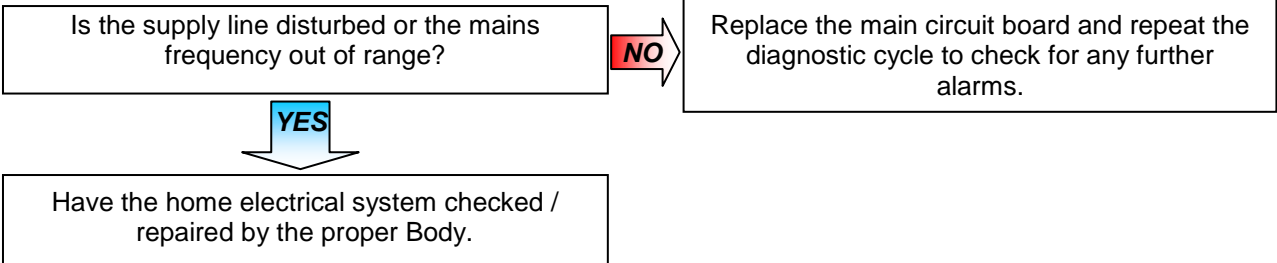 Is the supply line disturbed or the mains
frequency out of range?
NO
Replace the main circuit board and repeat the
diagnostic cycle to check for any further
alarms.
YES
Have the home electrical system checked /
repaired by the proper Body.